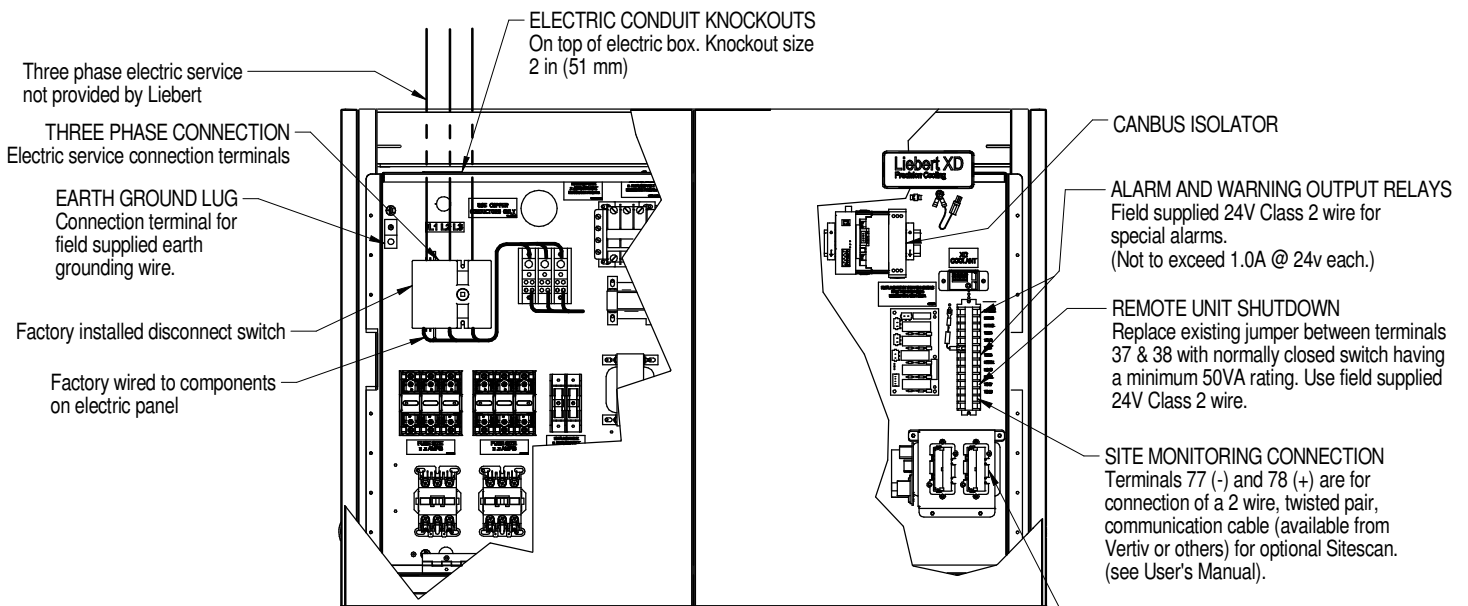 ELECTRIC CONDUIT KNOCKOUTS
On top of electric box. Knockout size
2 in (51 mm)
Three phase electric service
not provided by Liebert
THREE PHASE CONNECTION
Electric service connection terminals
EARTH GROUND LUG
Connection terminal for
field supplied earth
grounding wire.
Factory installed disconnect switch
Factory wired to components
on electric panel
L1 L2 L3
Liebert XD
Precision Cooling
XD
COOLANT
CANBUS ISOLATOR
ALARM AND WARNING OUTPUT RELAYS
Field supplied 24V Class 2 wire for
special alarms.
(Not to exceed 1.0A @ 24v each.)
REMOTE UNIT SHUTDOWN
Replace existing jumper between terminals
37 & 38 with normally closed switch having
a minimum 50VA rating. Use field supplied
24V Class 2 wire.
SITE MONITORING CONNECTION
Terminals 77 (-) and 78 (+) are for
connection of a 2 wire, twisted pair,
communication cable (available from
Vertiv or others) for optional Sitescan.
(see User's Manual).